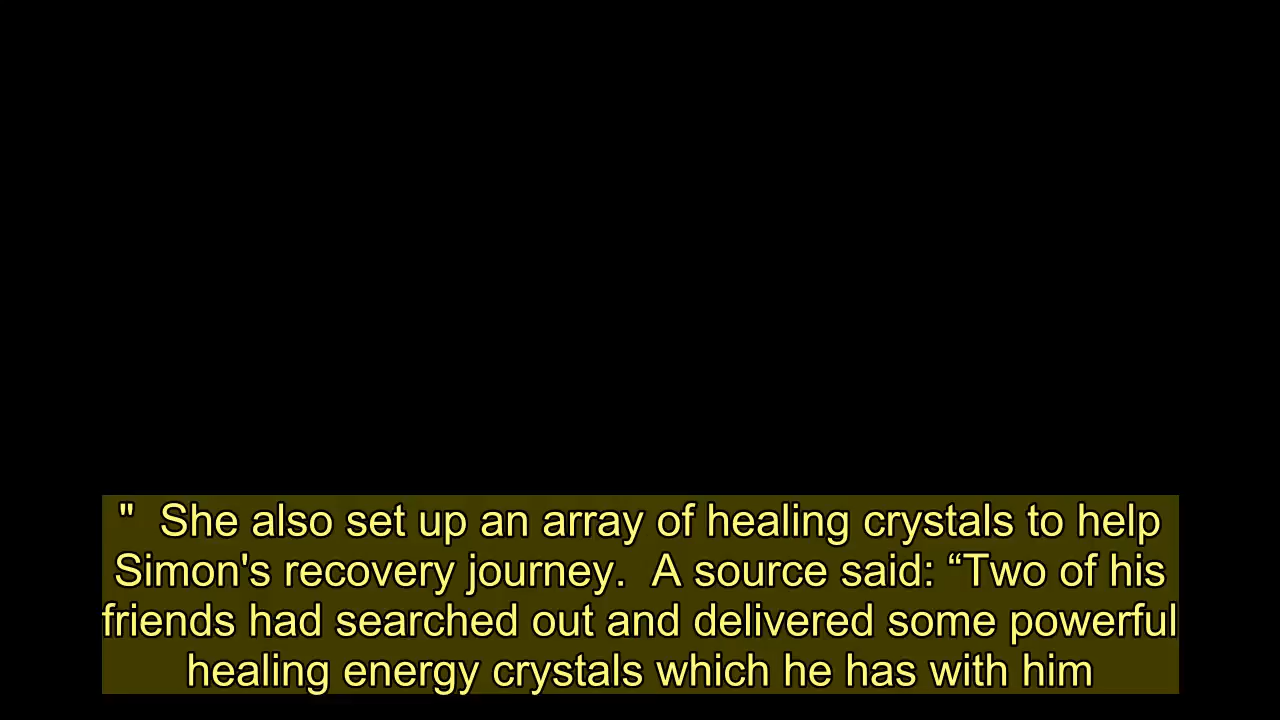 "  She also set up an array of healing crystals to help
Simon's recovery journey.  A source said: “Two of his
friends had searched out and delivered some powerful
healing energy crystals which he has with him